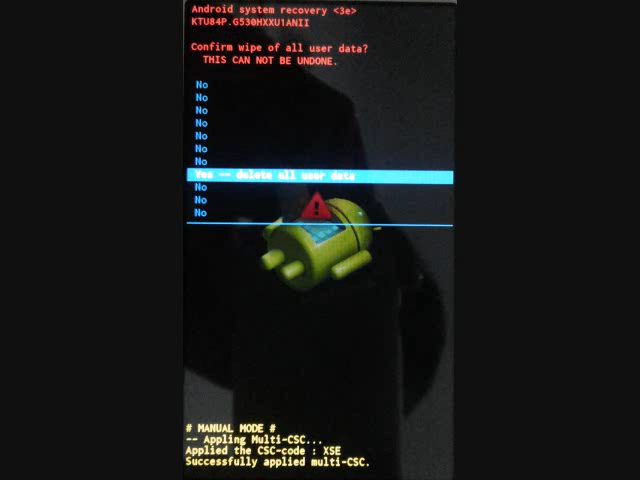 Android system recovery <3e>
KTU84P.G530HXXU1ANII
Confirm wipe of all user data?
THIS CAN NOT BE UNDONE.
No
No
No
No
No
No
No
Yes -- delete all user data
No
No
No
# MANUAL MODE #
-- Appling Multi-CSC...
Applied the CSC-code : XSE
Successfully applied multi-CSC.